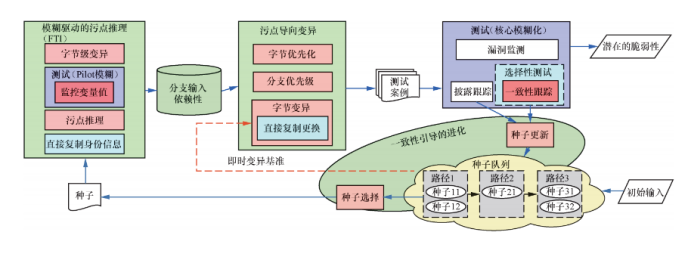 模糊驱动的污点推理
(FTI)
字节级变异
测试(Pilot模糊)
监控变量值
污点推理
直接复制身份信息
分支输入
依赖性
污点导向变异
字节优先化
分支优先级
字节变异
直接复制更换
测试
案例
测试(核心模糊化)
漏洞监测
选择性测试
披露跟踪
一致性跟踪
潜在的脆弱性
种子更新
一致性引导的进化
即时变异基准
种子队列
路径1
种子11
种子12
路径2
种子21
路径3
种子31
种子32
初始输入
种子选择
种子